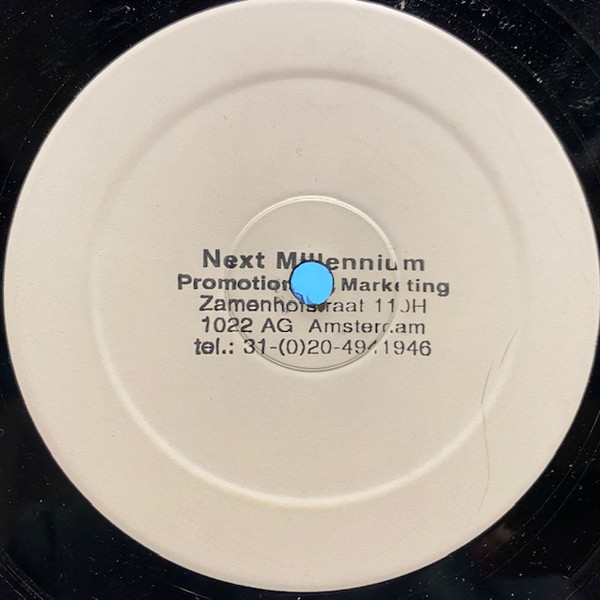 Next Millennium
Promotion & Marketing
Zamenhofstraat 110H
1022 AG Amsterdam
tel.: 31-(0)20-4941946